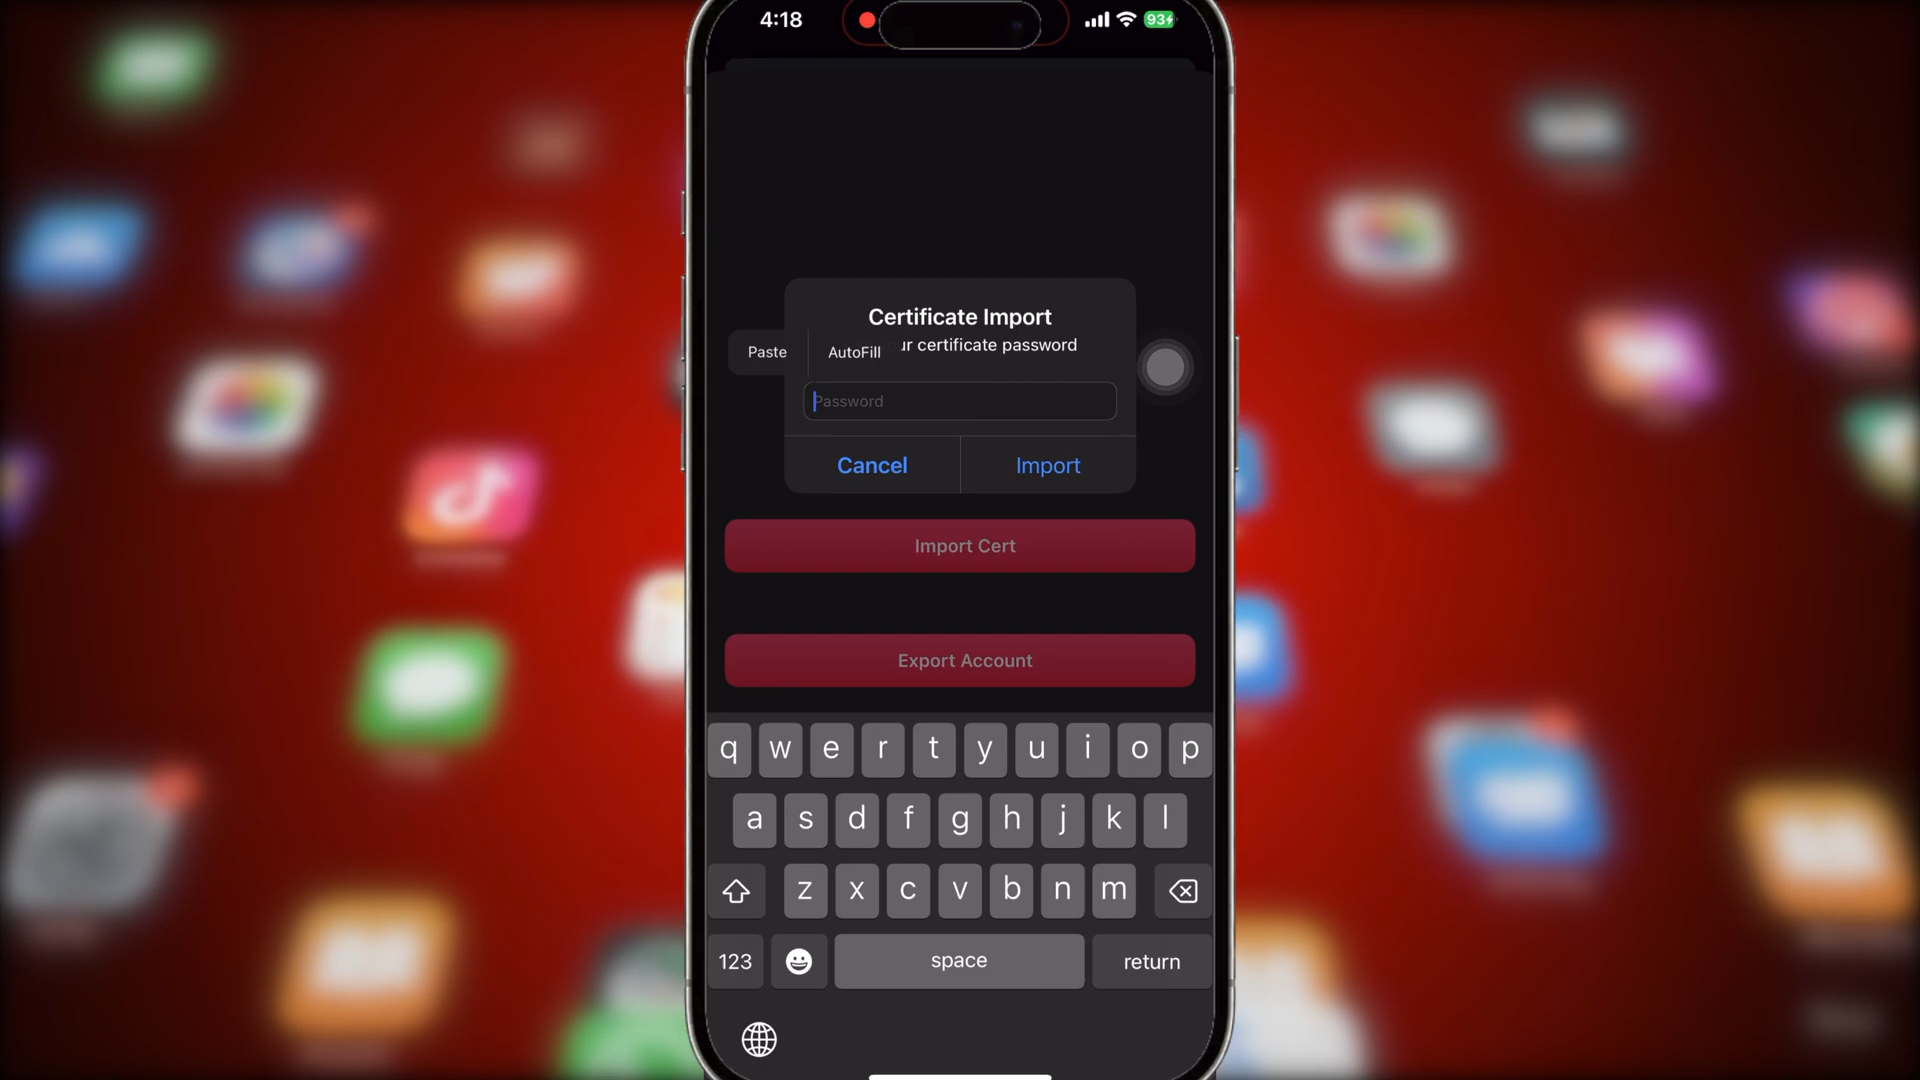 4:18
93
Certificate Import
Paste
AutoFill
ur certificate password
Password
Cancel
Import
Import Cert
Export Account
q w e r t y u i o p
a s d f g h j k l
z x c v b n m
123
space
return